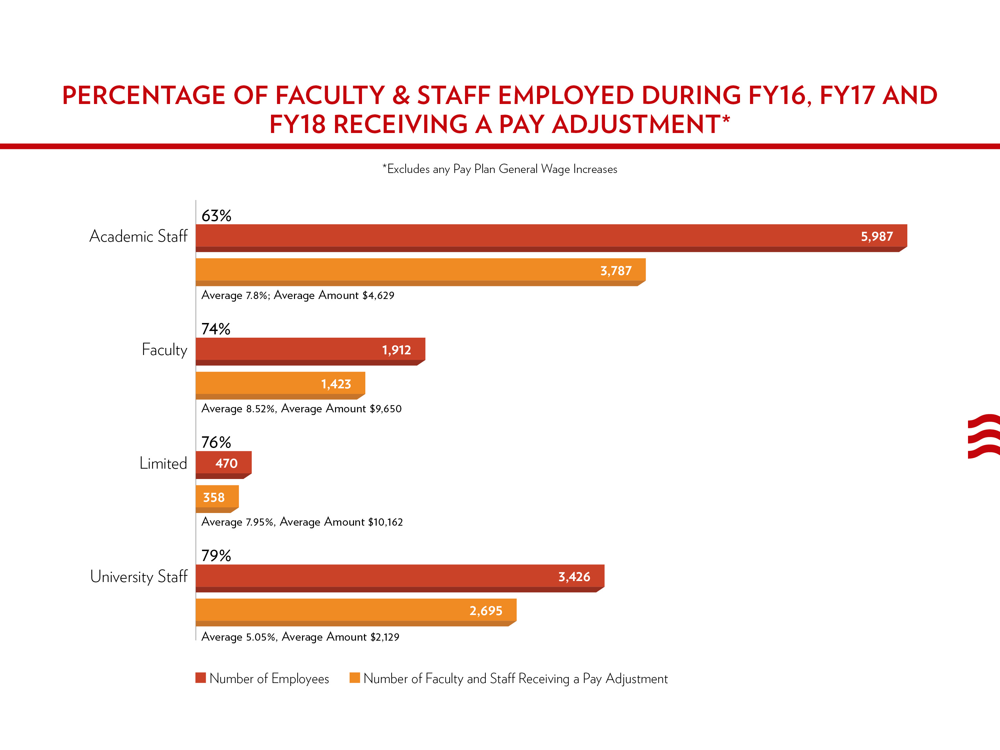 PERCENTAGE OF FACULTY & STAFF EMPLOYED DURING FY16, FY17 AND
FY18 RECEIVING A PAY ADJUSTMENT*
*Excludes any Pay Plan General Wage Increases
63%
Academic Staff
5,987
3,787
Average 7.8%; Average Amount $4,629
74%
Faculty
1,912
1,423
Average 8.52%, Average Amount $9,650
76%
Limited
470
358
Average 7.95%, Average Amount $10,162
79%
University Staff
3,426
2,695
Average 5.05%, Average Amount $2,129
Number of Employees
Number of Faculty and Staff Receiving a Pay Adjustment